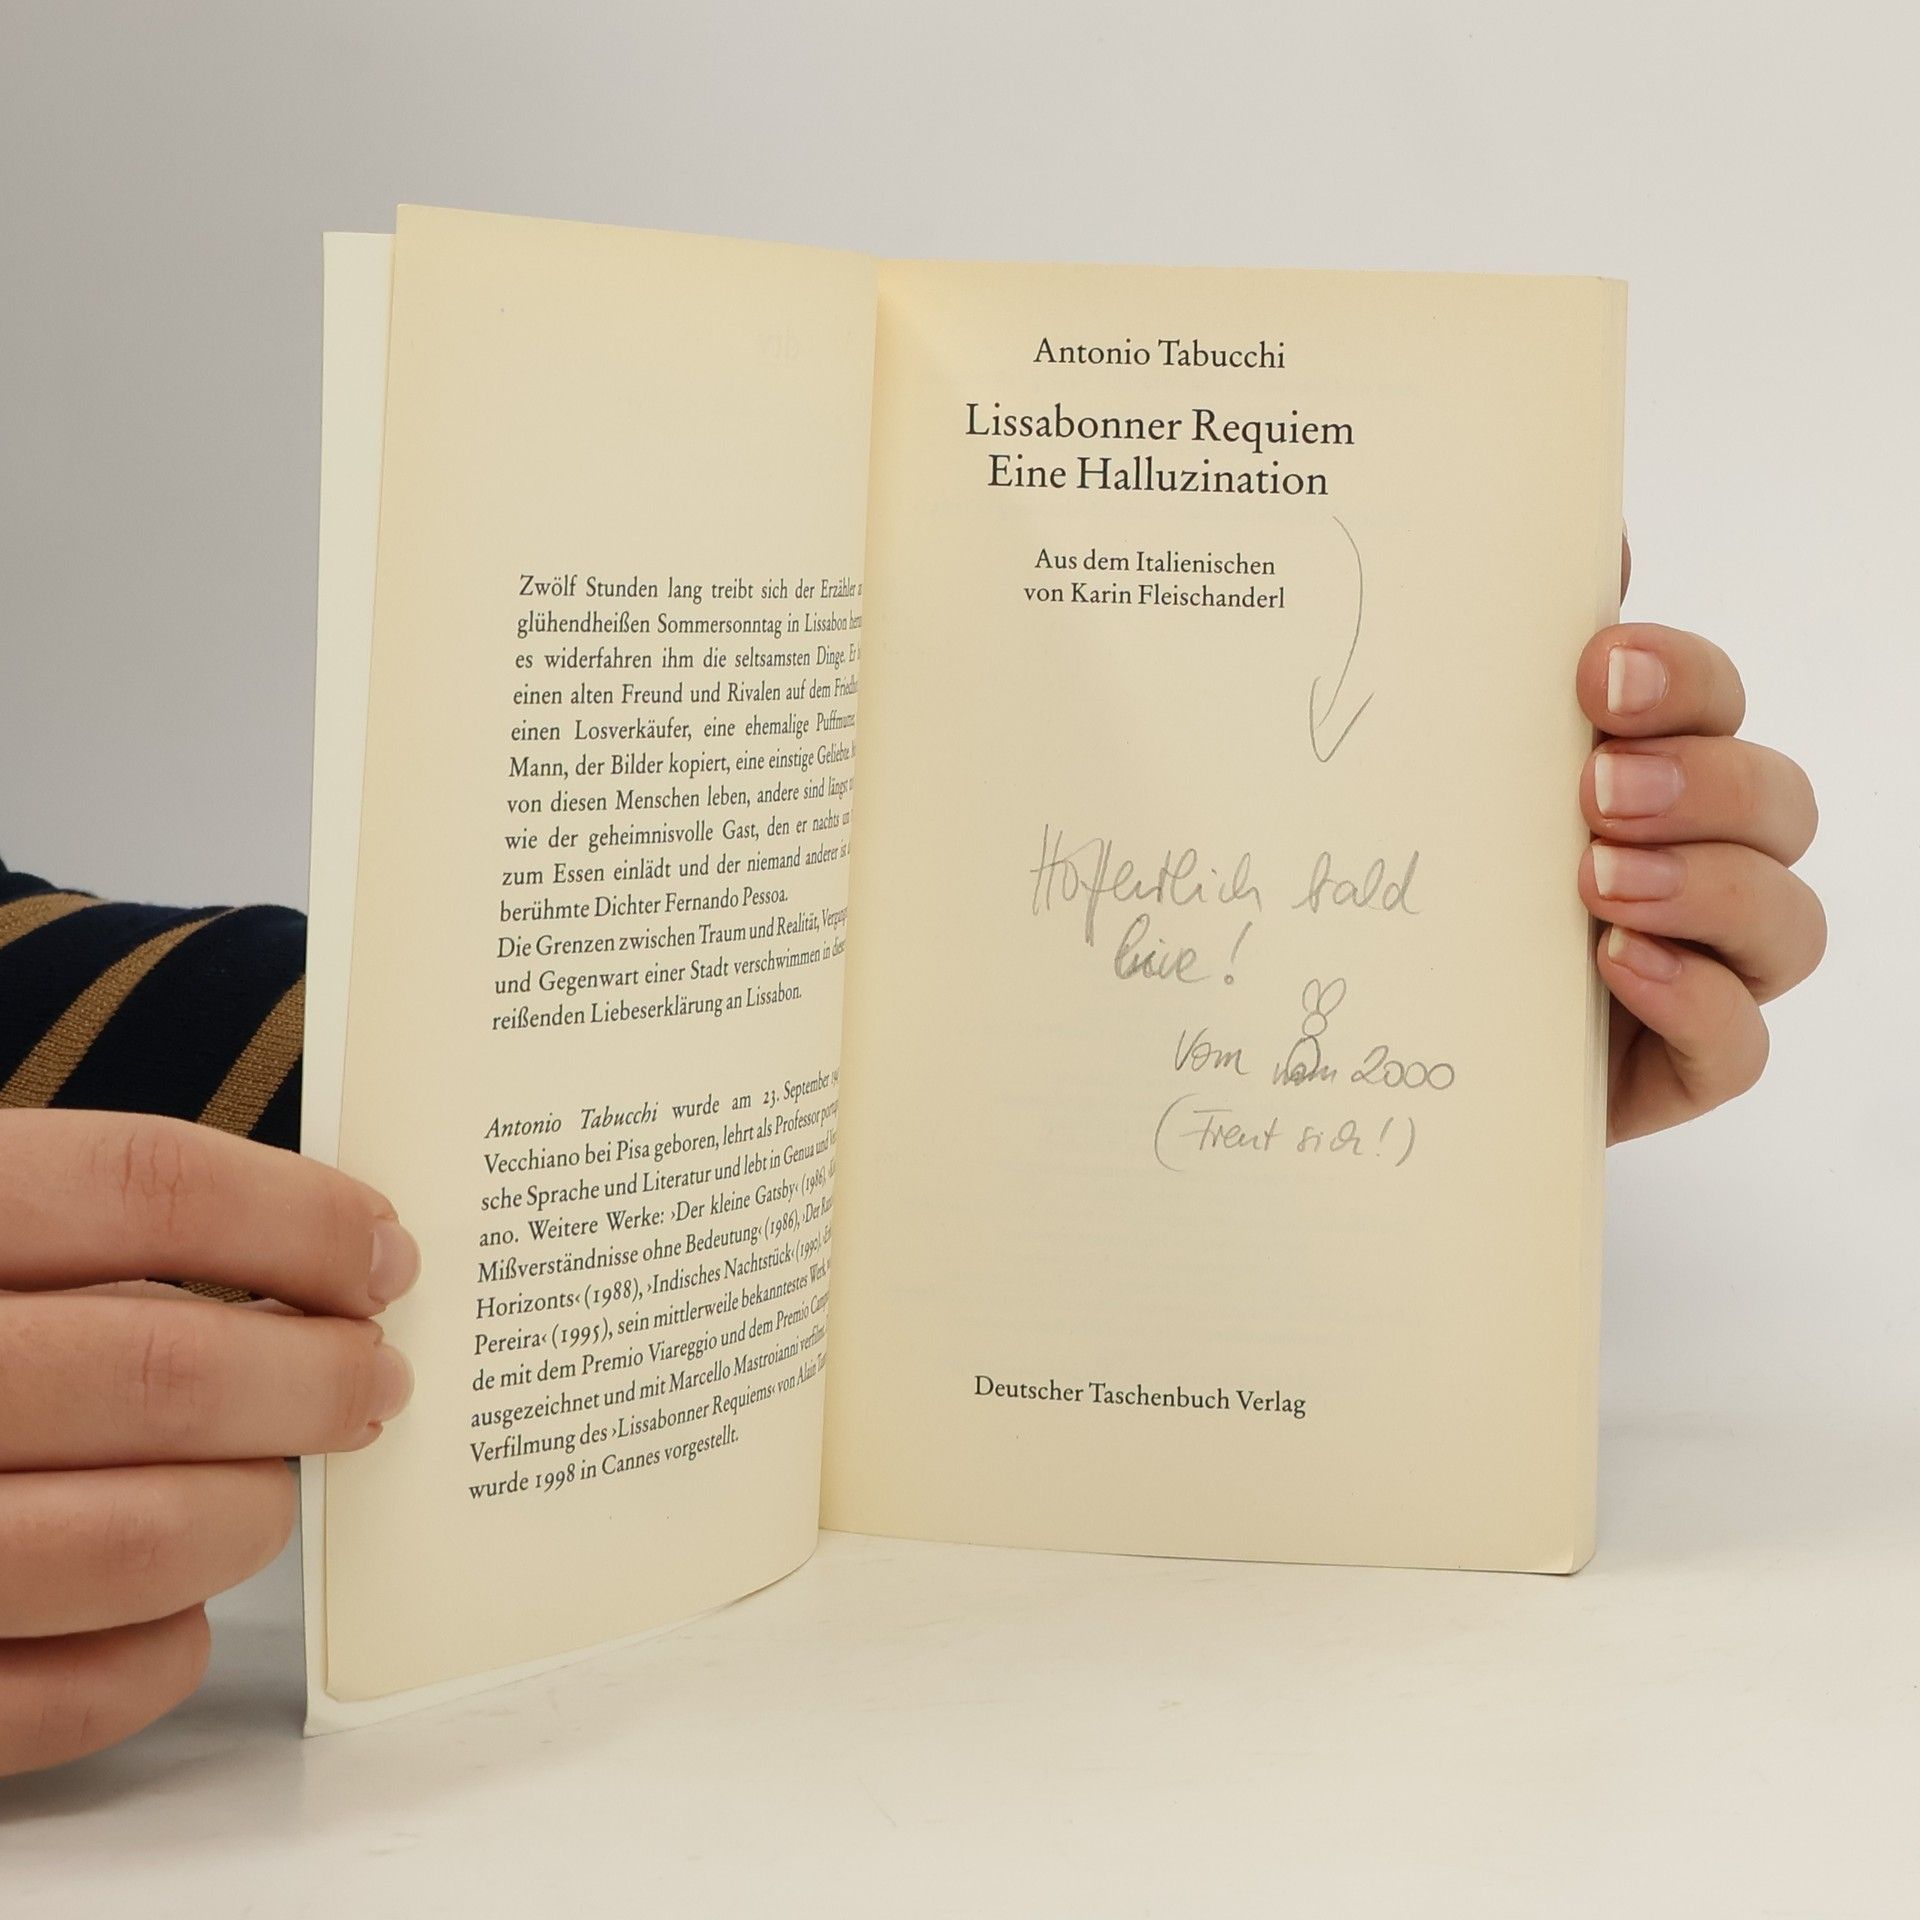 Zwölf Stunden lang treibt sich der Erzähler
glühendheißen Sommersonntag in Lissabon
es widerfahren ihm die seltsamsten Dinge. Er
einen alten Freund und Rivalen auf dem
einen Losverkäufer, eine ehemalige
Mann, der Bilder kopiert, eine einstige Geliebte.
von diesen Menschen leben, andere sind längst
wie der geheimnisvolle Gast, den er nachts
zum Essen einlädt und der niemand anderer ist
berühmte Dichter Fernando Pessoa.
Die Grenzen zwischen Traum und Realität,
und Gegenwart einer Stadt verschwimmen in
reißenden Liebeserklärung an Lissabon.
Antonio Tabucchi wurde am 23. September
Vecchiano bei Pisa geboren, lehrt als Professor
sche Sprache und Literatur und lebt in Genua und
ano. Weitere Werke: ›Der kleine Gatsby‹ (1986),
Mißverständnisse ohne Bedeutung‹ (1986), ›Der
Horizonts‹ (1988), ›Indisches Nachtstück‹ (1990),
Pereira‹ (1995), sein mittlerweile bekanntestes Werk
de mit dem Premio Viareggio und dem Premio
ausgezeichnet und mit Marcello Mastroianni verfilmt.
Verfilmung des ›Lissabonner Requiems‹ von Alain
wurde 1998 in Cannes vorgestellt.
Antonio Tabucchi
Lissabonner Requiem
Eine Halluzination
Aus dem Italienischen
von Karin Fleischanderl
Hoffentlich bald
live!
Vom 2000
(Freut sich!)
Deutscher Taschenbuch Verlag